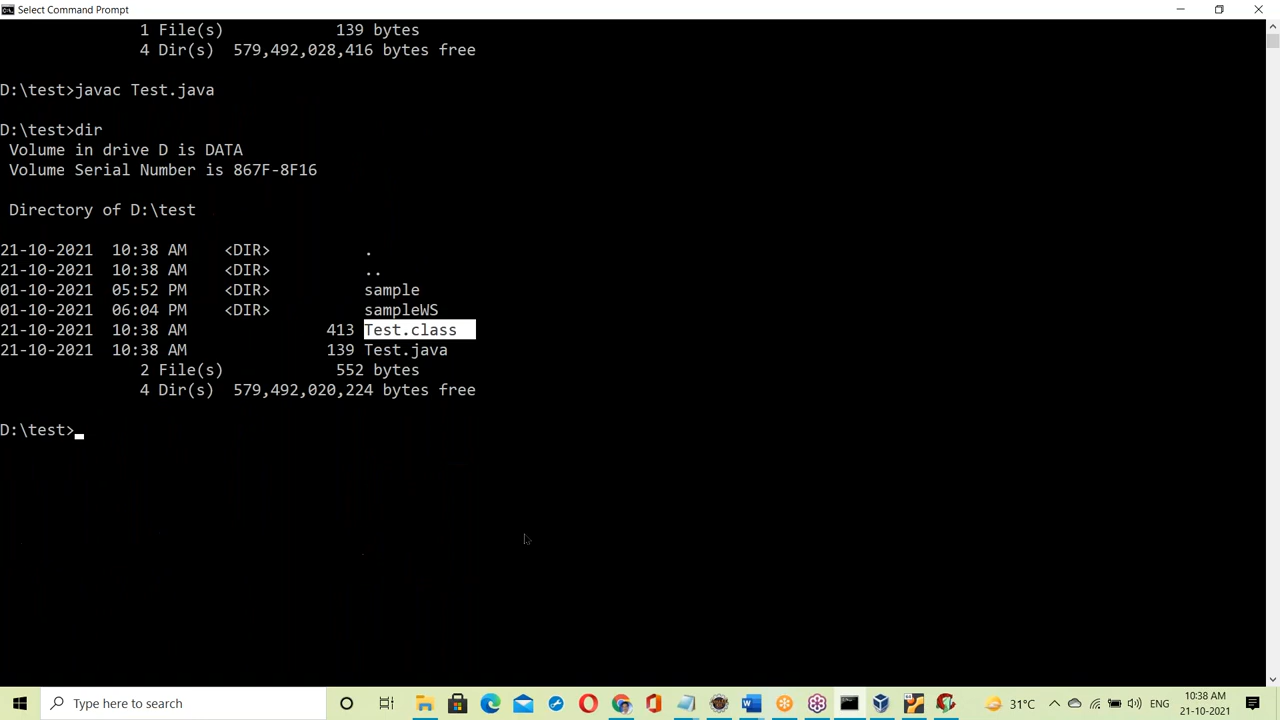 Select Command Prompt
1 File(s) 139 bytes
4 Dir(s) 579,492,028,416 bytes free
D:\test>javac Test.java
D:\test>dir
Volume in drive D is DATA
Volume Serial Number is 867F-8F16
Directory of D:\test
21-10-2021 10:38 AM <DIR> .
21-10-2021 10:38 AM <DIR> ..
01-10-2021 05:52 PM <DIR> sample
01-10-2021 06:04 PM <DIR> sampleWS
21-10-2021 10:38 AM 413 Test.class
21-10-2021 10:38 AM 139 Test.java
2 File(s) 552 bytes
4 Dir(s) 579,492,020,224 bytes free
D:\test>
Type here to search
31°C
ENG
10:38 AM
21-10-2021